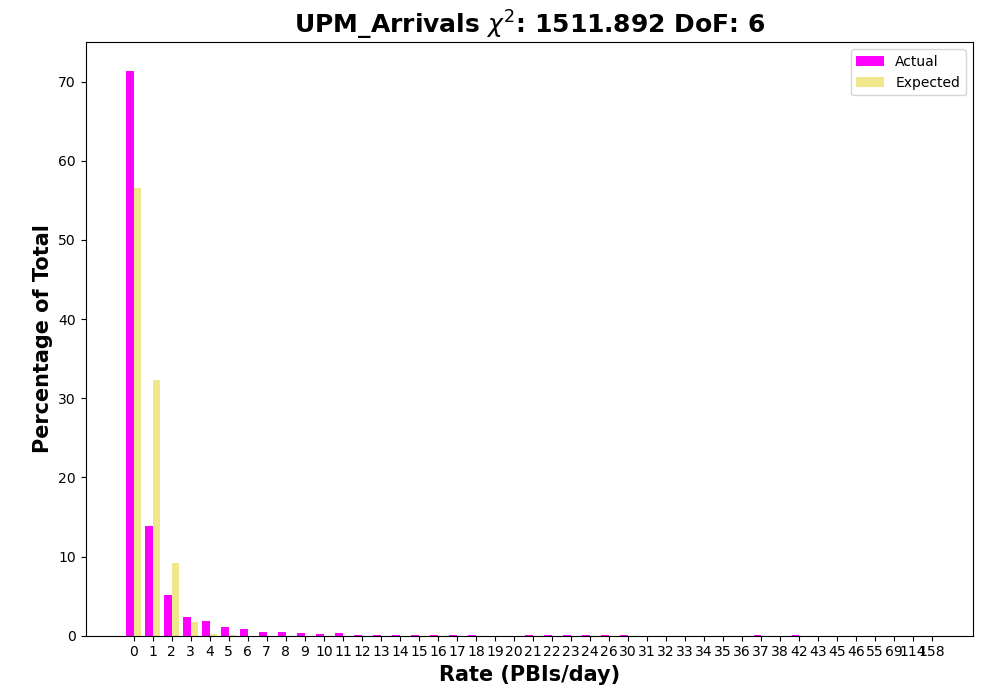 UPM_Arrivals χ²: 1511.892 DoF: 6
Actual
Expected
Percentage of Total
70
60
50
40
30
20
10
0
0 1 2 3 4 5 6 7 8 9 10 11 12 13 14 15 16 17 18 19 20 21 22 23 24 26 30 31 32 33 34 35 36 37 38 42 43 45 46 55 69 114 158
Rate (PBIs/day)